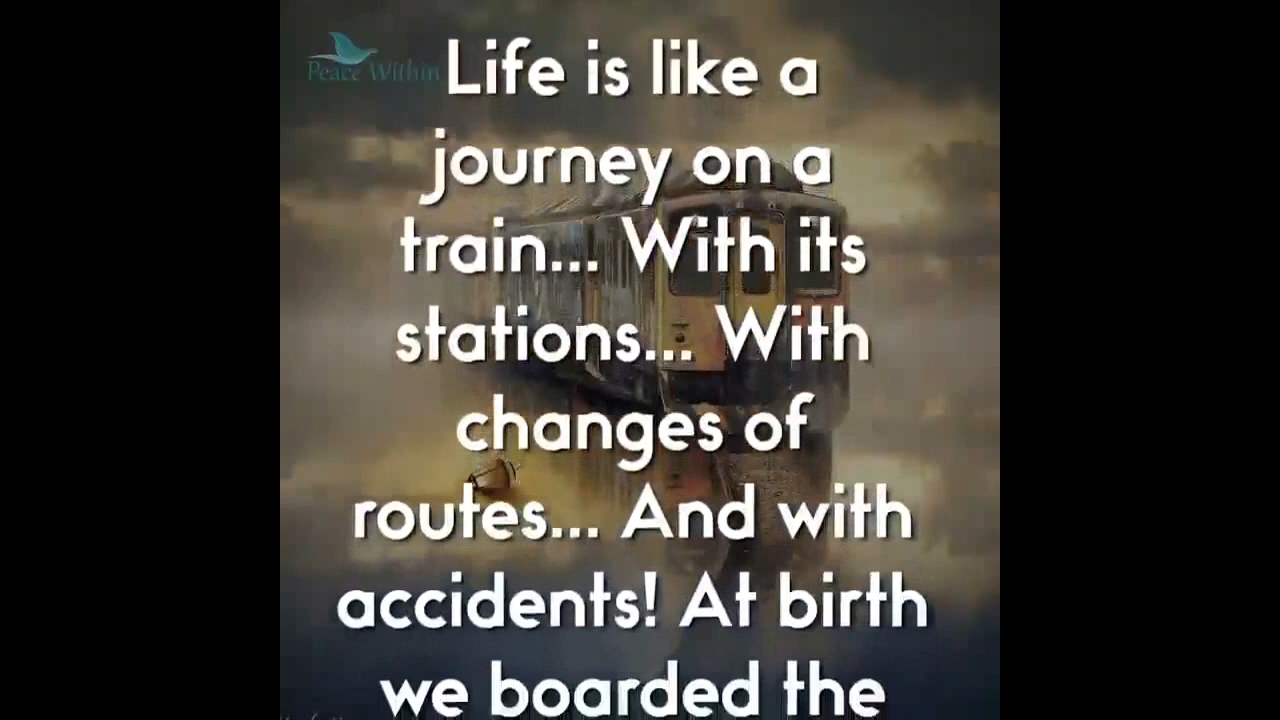 Peace Within
Life is like a
journey on a
train... With its
stations... With
changes of
routes... And with
accidents! At birth
we boarded the